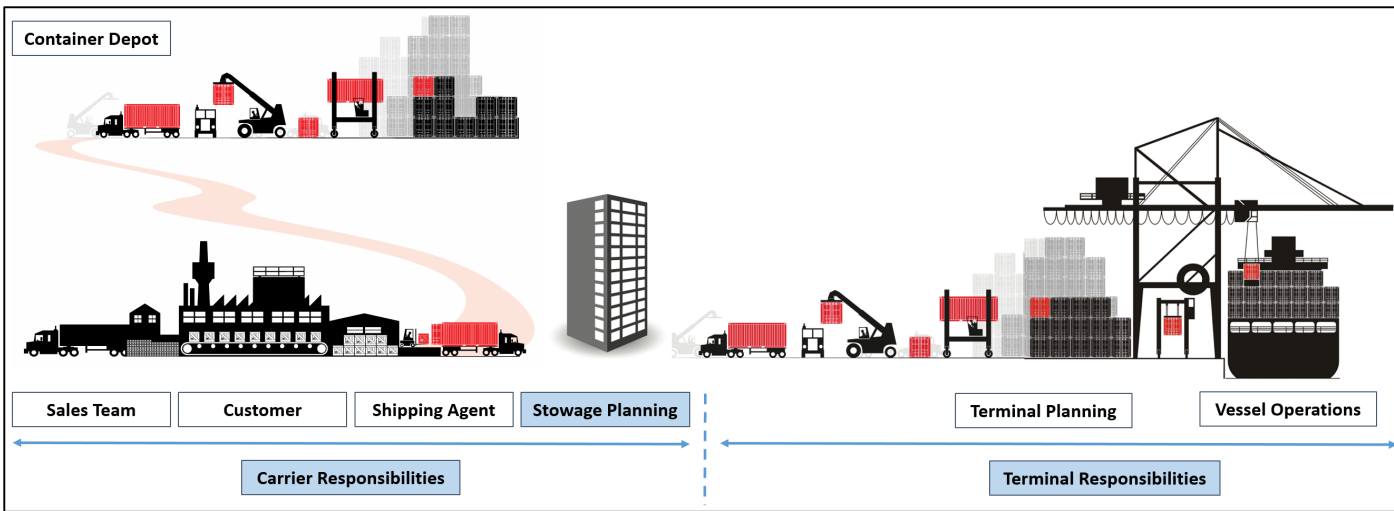 Container Depot
Sales Team
Customer
Shipping Agent
Stowage Planning
Terminal Planning
Vessel Operations
Carrier Responsibilities
Terminal Responsibilities